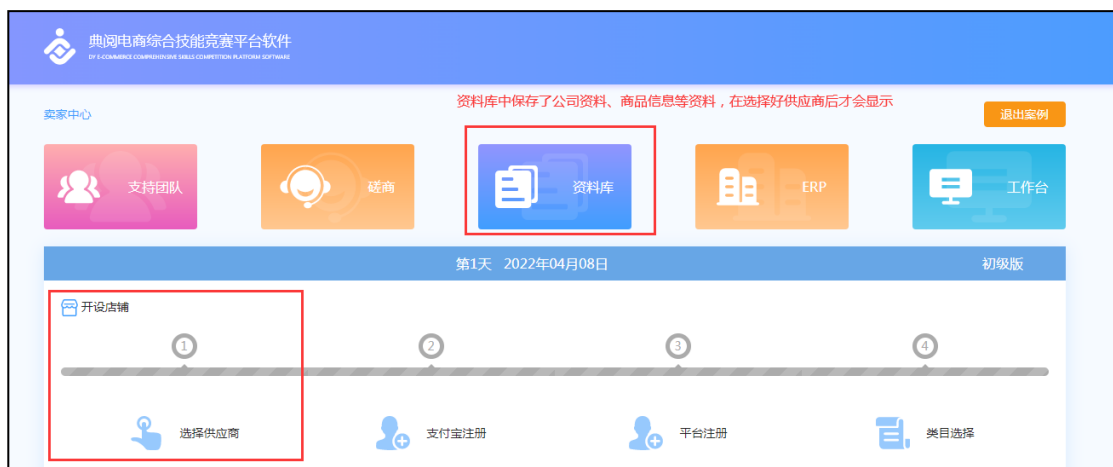 典阅电商综合技能竞赛平台软件
DY E-COMMERCE COMPREHENSIVE SKILLS COMPETITION PLATFORM SOFTWARE
资料库中保存了公司资料、商品信息等资料，在选择好供应商后才会显示
卖家中心
退出案例
支持团队
磋商
资料库
ERP
工作台
第1天 2022年04月08日
初级版
开设店铺
1
2
3
4
选择供应商
支付宝注册
平台注册
类目选择